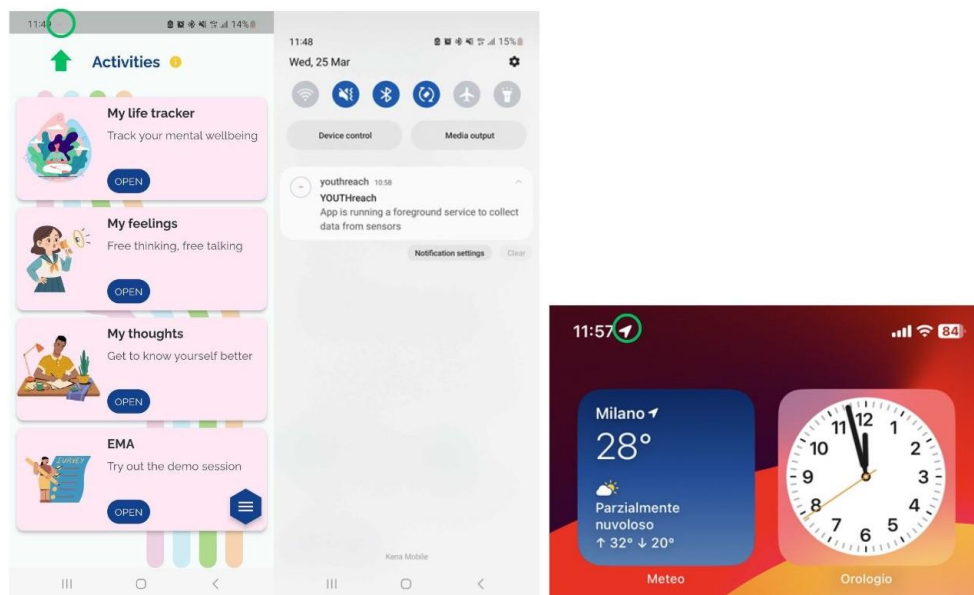 11:49
14%
Activities
My life tracker
Track your mental wellbeing
OPEN
My feelings
Free thinking, free talking
OPEN
My thoughts
Get to know yourself better
OPEN
EMA
SURVEY
Try out the demo session
OPEN
11:48
15%
Wed, 25 Mar
Device control
Media output
youthreach 10:58
YOUTHreach
App is running a foreground service to collect
data from sensors
Notification settings
Clear
Kena Mobile
11:57
84
Milano
28°
Parzialmente
nuvoloso
↑ 32° ↓ 20°
Meteo
11 12 1
10 2
9 3
8 4
7 6 5
Orologio